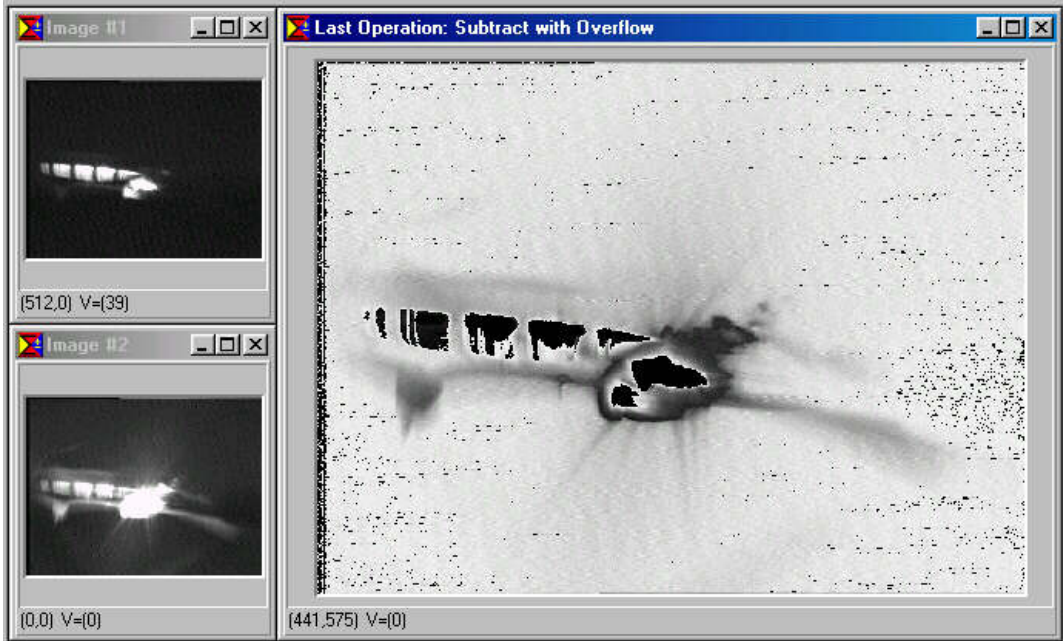 Image #1
(512,0) V=(39)
Image #2
(0,0) V=(0)
Last Operation: Subtract with Overflow
(441,575) V=(0)